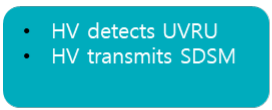 • HV detects UVRU
• HV transmits SDSM